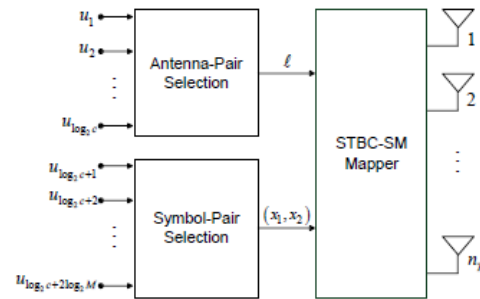 u₁
u₂
⋮
u_{log₂ c}
Antenna-Pair
Selection
ℓ
u_{log₂ c+1}
u_{log₂ c+2}
⋮
u_{log₂ c+2log₂ M}
Symbol-Pair
Selection
(x₁, x₂)
STBC-SM
Mapper
1
2
⋮
n